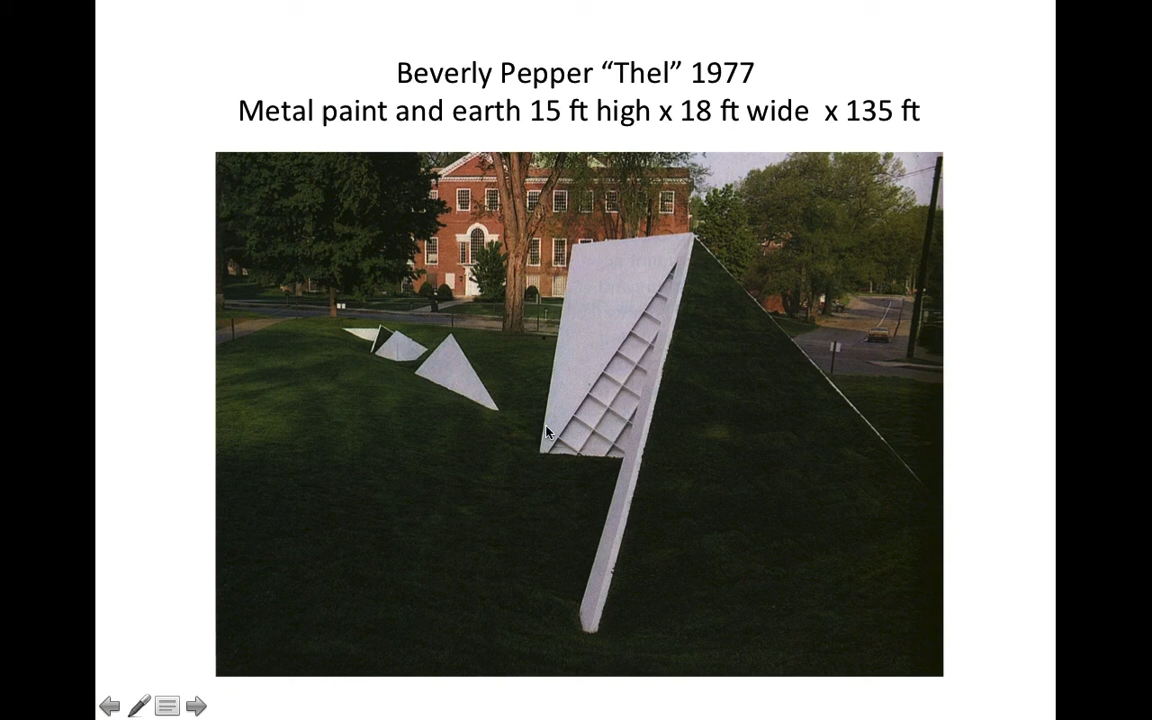 Beverly Pepper “Thel” 1977
Metal paint and earth 15 ft high x 18 ft wide  x 135 ft